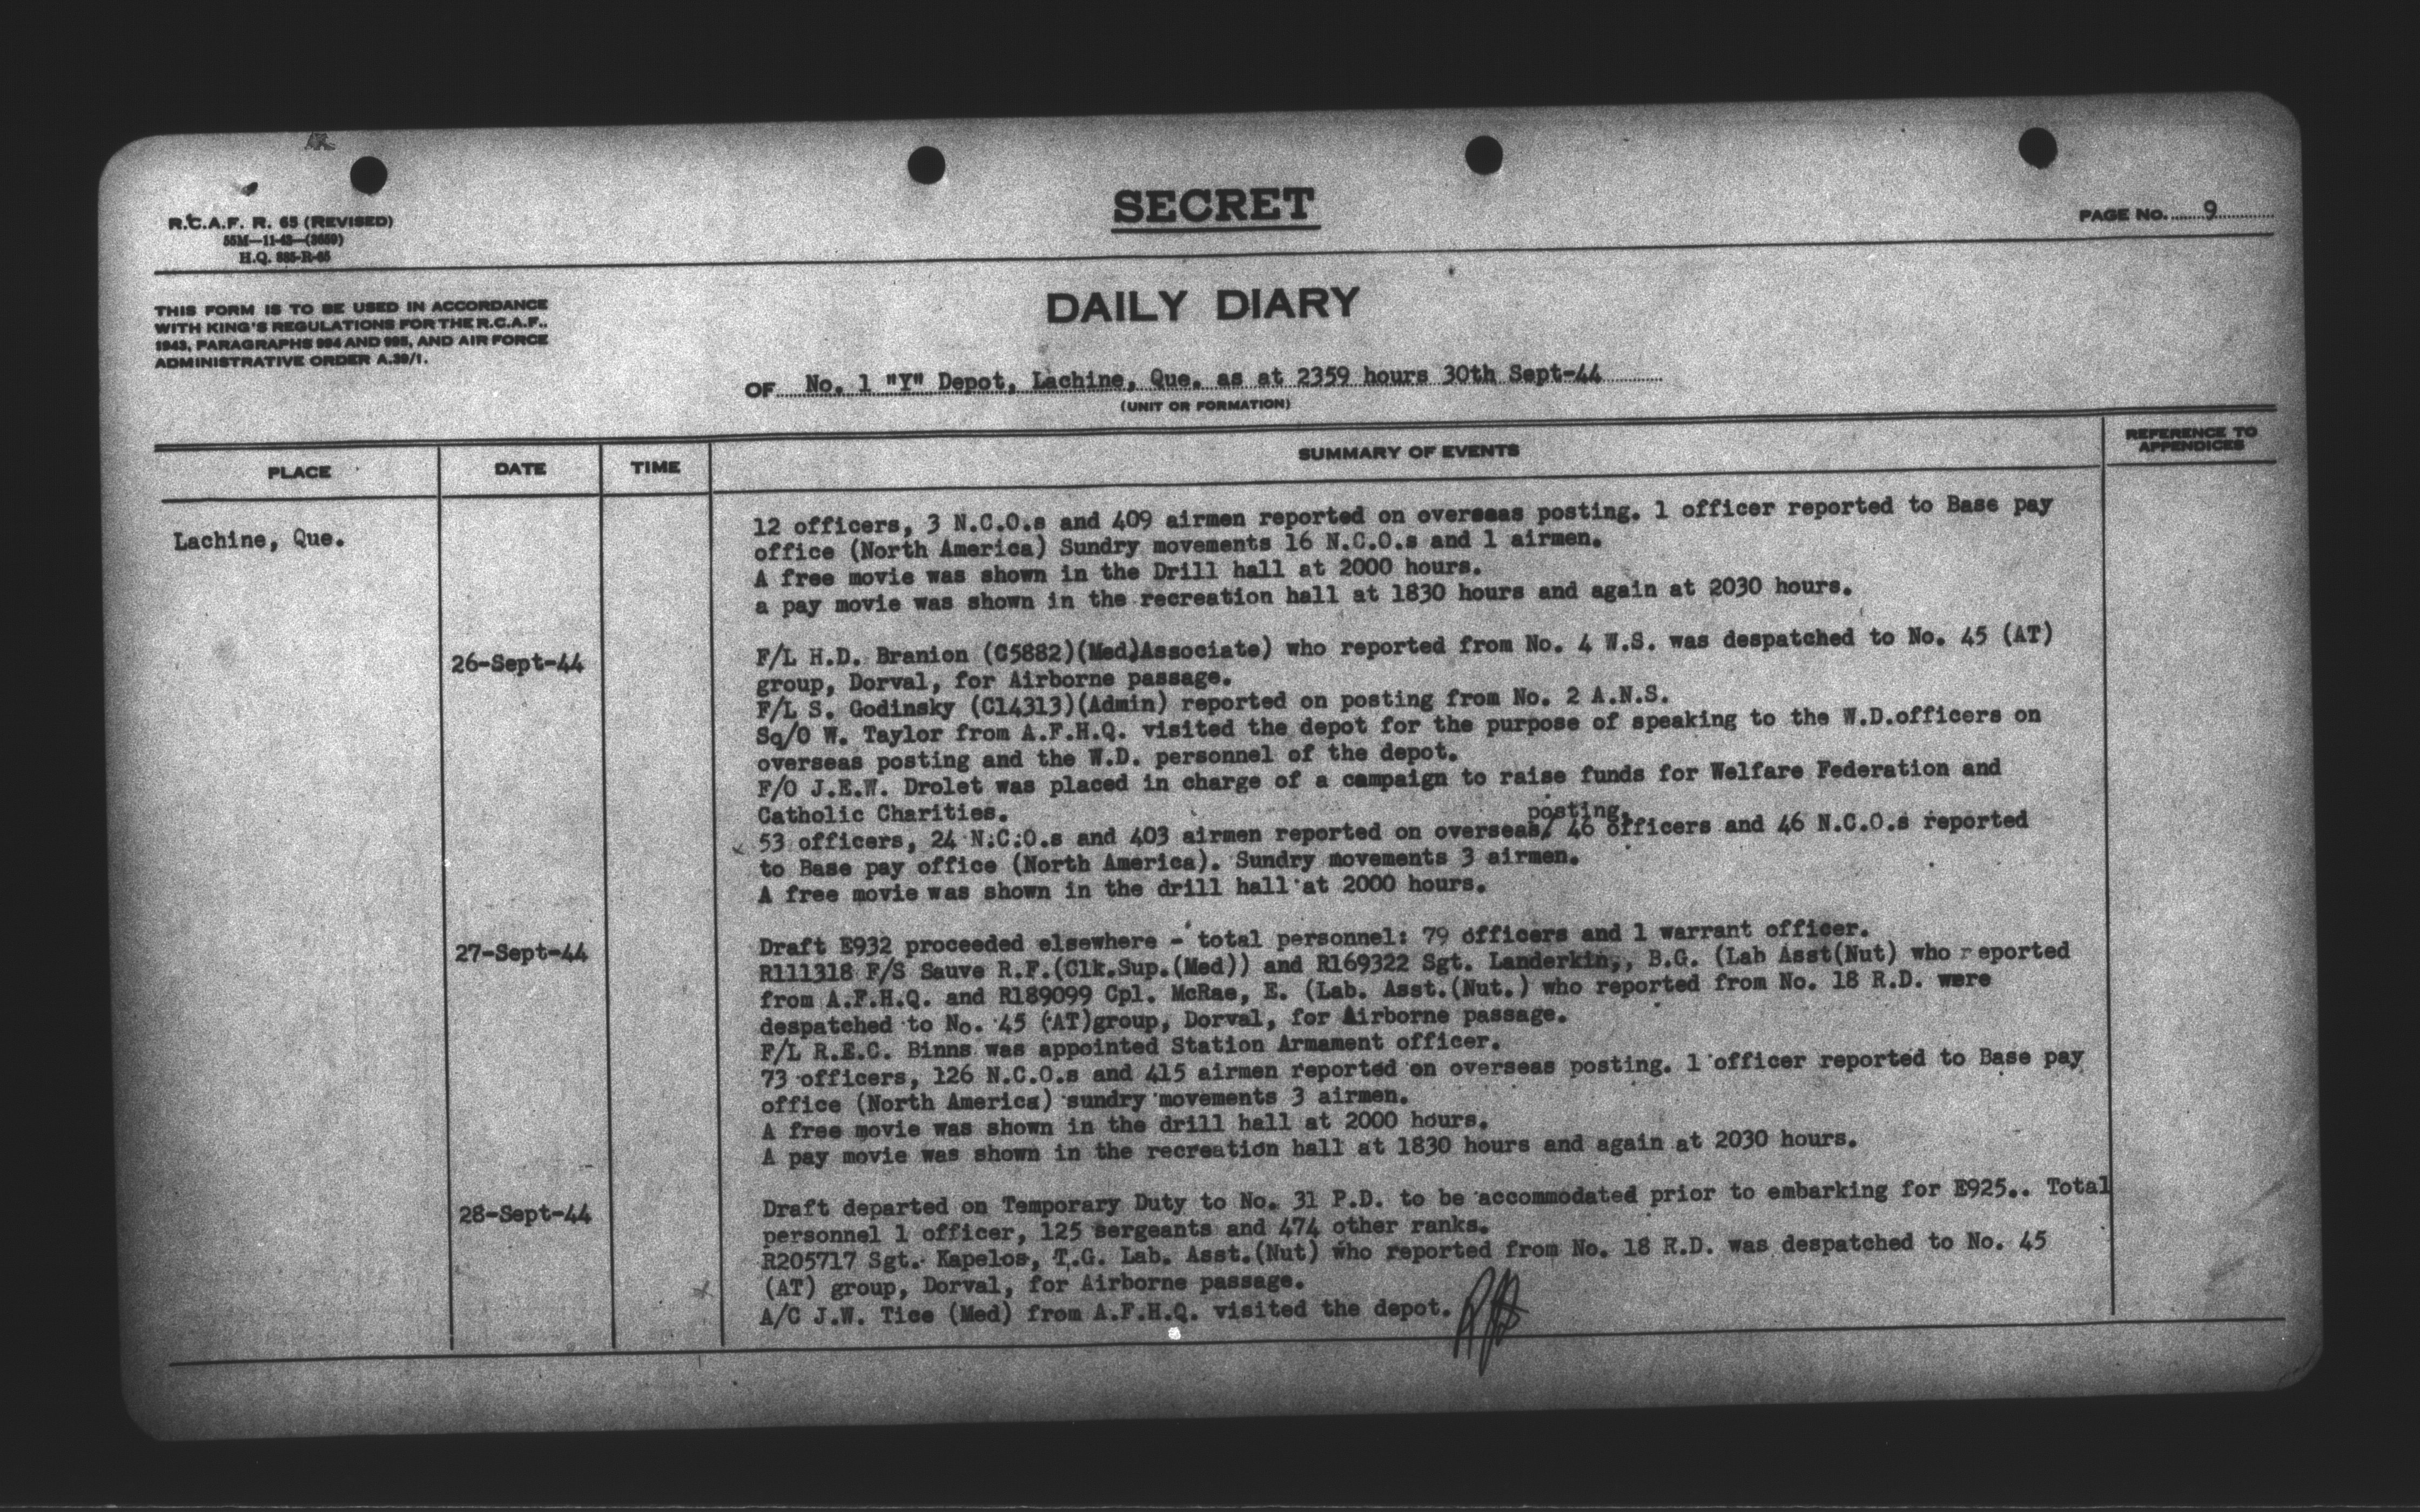 R.C.A.F. R. 65 (REVISED)
55M—11-43—(3650)
H.Q. 885-R-65
SECRET
PAGE NO. 9
THIS FORM IS TO BE USED IN ACCORDANCE
WITH KING'S REGULATIONS FOR THE R.C.A.F.,
1943, PARAGRAPHS 994 AND 995, AND AIR FORCE
ADMINISTRATIVE ORDER A.39/1.
DAILY DIARY
OF No. 1 "Y" Depot, Lachine, Que. as at 2359 hours 30th Sept-44
(UNIT OR FORMATION)
PLACE DATE TIME SUMMARY OF EVENTS REFERENCE TO
APPENDICES
Lachine, Que.
12 officers, 3 N.C.O.s and 409 airmen reported on overseas posting. 1 officer reported to Base pay
office (North America) Sundry movements 16 N.C.O.s and 1 airmen.
A free movie was shown in the Drill hall at 2000 hours.
a pay movie was shown in the recreation hall at 1830 hours and again at 2030 hours.
26-Sept-44
F/L H.D. Branion (C5882)(Med)Associate) who reported from No. 4 W.S. was despatched to No. 45 (AT)
group, Dorval, for Airborne passage.
F/L S. Godinsky (C14313)(Admin) reported on posting from No. 2 A.N.S.
Sq/O W. Taylor from A.F.H.Q. visited the depot for the purpose of speaking to the W.D.officers on
overseas posting and the W.D. personnel of the depot.
F/O J.E.W. Drolet was placed in charge of a campaign to raise funds for Welfare Federation and
Catholic Charities.
posting.
53 officers, 24 N.C.O.s and 403 airmen reported on overseas/ 46 officers and 46 N.C.O.s reported
to Base pay office (North America). Sundry movements 3 airmen.
A free movie was shown in the drill hall at 2000 hours.
27-Sept-44
Draft E932 proceeded elsewhere - total personnel: 79 officers and 1 warrant officer.
R111318 F/S Sauve R.F.(Clk.Sup.(Med)) and R169322 Sgt. Landerkin,, B.G. (Lab Asst(Nut) who reported
from A.F.H.Q. and R189099 Cpl. McRae, E. (Lab. Asst.(Nut.) who reported from No. 18 R.D. were
despatched to No. 45 (AT)group, Dorval, for Airborne passage.
F/L R.E.C. Binns was appointed Station Armament officer.
73 officers, 126 N.C.O.s and 415 airmen reported on overseas posting. 1 officer reported to Base pay
office (North America) sundry movements 3 airmen.
A free movie was shown in the drill hall at 2000 hours.
A pay movie was shown in the recreation hall at 1830 hours and again at 2030 hours.
28-Sept-44
Draft departed on Temporary Duty to No. 31 P.D. to be accommodated prior to embarking for E925.. Total
personnel 1 officer, 125 sergeants and 474 other ranks.
R205717 Sgt. Kapelos, T.G. Lab. Asst.(Nut) who reported from No. 18 R.D. was despatched to No. 45
(AT) group, Dorval, for Airborne passage.
A/C J.W. Tice (Med) from A.F.H.Q. visited the depot.